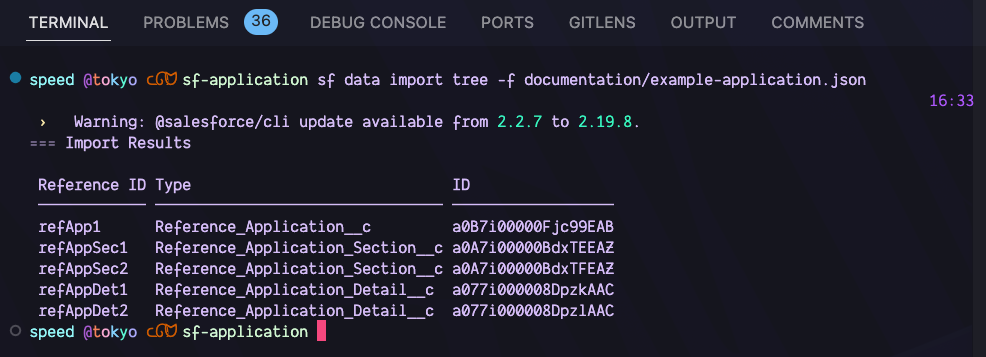 TERMINAL PROBLEMS 36 DEBUG CONSOLE PORTS GITLENS OUTPUT COMMENTS
speed @tokyo sf-application sf data import tree -f documentation/example-application.json
16:33
› Warning: @salesforce/cli update available from 2.2.7 to 2.19.8.
=== Import Results
Reference ID Type ID
refApp1 Reference_Application__c a0B7i00000Fjc99EAB
refAppSec1 Reference_Application_Section__c a0A7i00000BdxTEEAZ
refAppSec2 Reference_Application_Section__c a0A7i00000BdxTFEAZ
refAppDet1 Reference_Application_Detail__c a077i000008DpzkAAC
refAppDet2 Reference_Application_Detail__c a077i000008DpzlAAC
speed @tokyo sf-application